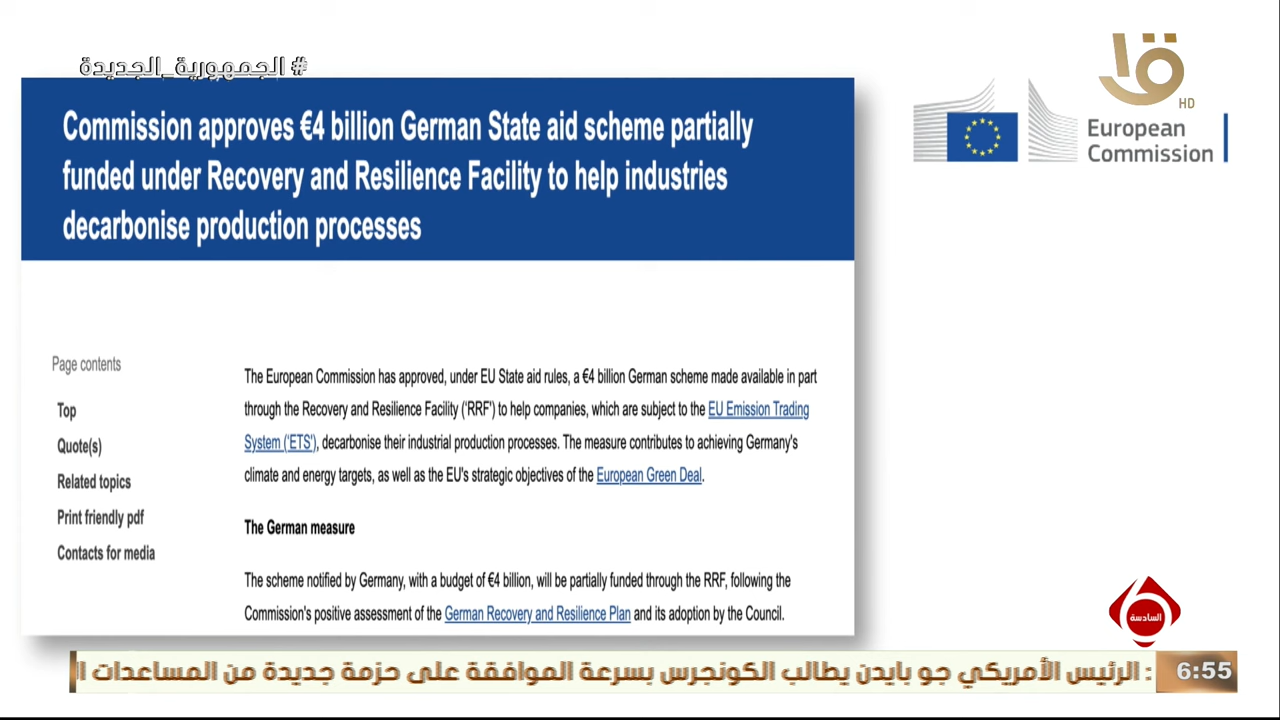 # الجمهورية_الجديدة
HD
European
Commission
Commission approves €4 billion German State aid scheme partially
funded under Recovery and Resilience Facility to help industries
decarbonise production processes
Page contents
Top
Quote(s)
Related topics
Print friendly pdf
Contacts for media
The European Commission has approved, under EU State aid rules, a €4 billion German scheme made available in part
through the Recovery and Resilience Facility ('RRF') to help companies, which are subject to the EU Emission Trading
System ('ETS'), decarbonise their industrial production processes. The measure contributes to achieving Germany's
climate and energy targets, as well as the EU's strategic objectives of the European Green Deal.
The German measure
The scheme notified by Germany, with a budget of €4 billion, will be partially funded through the RRF, following the
Commission's positive assessment of the German Recovery and Resilience Plan and its adoption by the Council.
السادسة
: الرئيس الأمريكي جو بايدن يطالب الكونجرس بسرعة الموافقة على حزمة جديدة من المساعدات
6:55